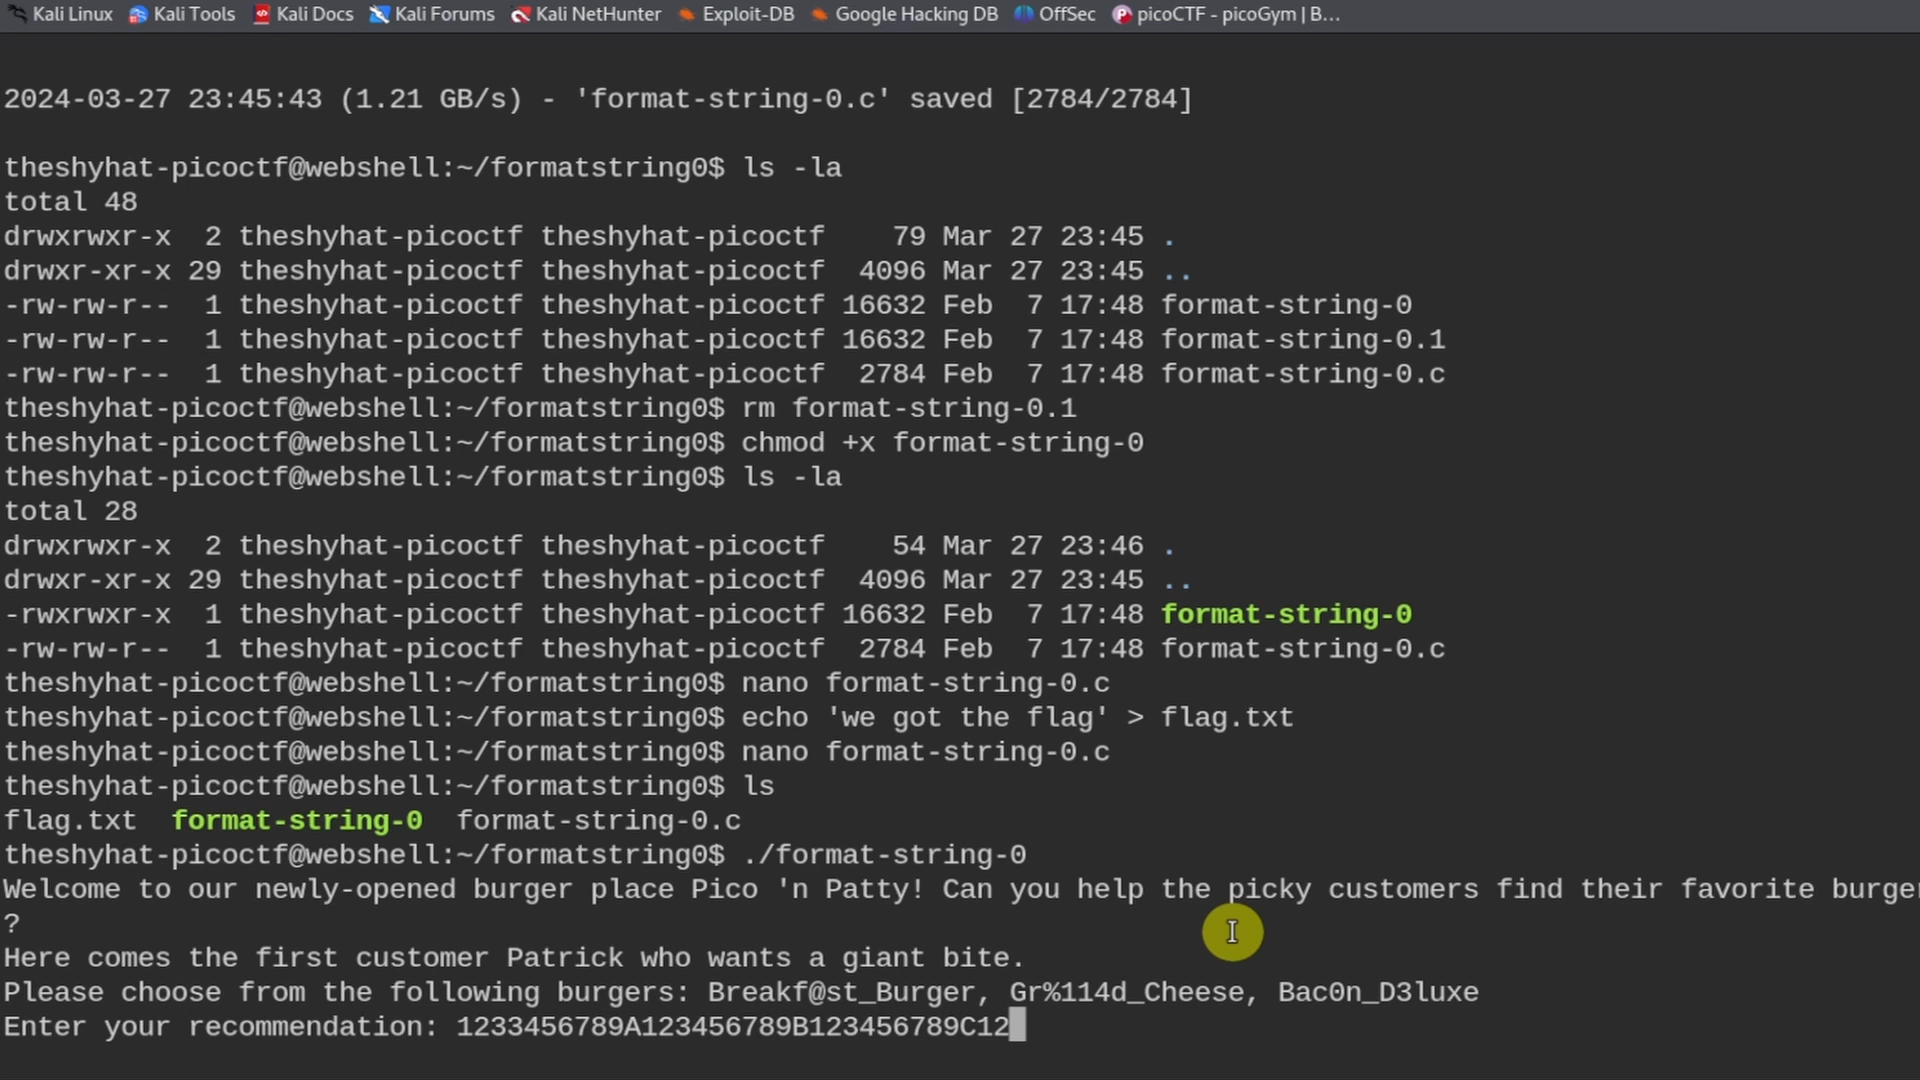 Kali Linux Kali Tools Kali Docs Kali Forums Kali NetHunter Exploit-DB Google Hacking DB OffSec picoCTF - picoGym | B...
2024-03-27 23:45:43 (1.21 GB/s) - 'format-string-0.c' saved [2784/2784]
theshyhat-picoctf@webshell:~/formatstring0$ ls -la
total 48
drwxrwxr-x  2 theshyhat-picoctf theshyhat-picoctf    79 Mar 27 23:45 .
drwxr-xr-x 29 theshyhat-picoctf theshyhat-picoctf  4096 Mar 27 23:45 ..
-rw-rw-r--  1 theshyhat-picoctf theshyhat-picoctf 16632 Feb  7 17:48 format-string-0
-rw-rw-r--  1 theshyhat-picoctf theshyhat-picoctf 16632 Feb  7 17:48 format-string-0.1
-rw-rw-r--  1 theshyhat-picoctf theshyhat-picoctf  2784 Feb  7 17:48 format-string-0.c
theshyhat-picoctf@webshell:~/formatstring0$ rm format-string-0.1
theshyhat-picoctf@webshell:~/formatstring0$ chmod +x format-string-0
theshyhat-picoctf@webshell:~/formatstring0$ ls -la
total 28
drwxrwxr-x  2 theshyhat-picoctf theshyhat-picoctf    54 Mar 27 23:46 .
drwxr-xr-x 29 theshyhat-picoctf theshyhat-picoctf  4096 Mar 27 23:45 ..
-rwxrwxr-x  1 theshyhat-picoctf theshyhat-picoctf 16632 Feb  7 17:48 format-string-0
-rw-rw-r--  1 theshyhat-picoctf theshyhat-picoctf  2784 Feb  7 17:48 format-string-0.c
theshyhat-picoctf@webshell:~/formatstring0$ nano format-string-0.c
theshyhat-picoctf@webshell:~/formatstring0$ echo 'we got the flag' > flag.txt
theshyhat-picoctf@webshell:~/formatstring0$ nano format-string-0.c
theshyhat-picoctf@webshell:~/formatstring0$ ls
flag.txt  format-string-0  format-string-0.c
theshyhat-picoctf@webshell:~/formatstring0$ ./format-string-0
Welcome to our newly-opened burger place Pico 'n Patty! Can you help the picky customers find their favorite burger
?
Here comes the first customer Patrick who wants a giant bite.
Please choose from the following burgers: Breakf@st_Burger, Gr%114d_Cheese, Bac0n_D3luxe
Enter your recommendation: 1233456789A123456789B123456789C12